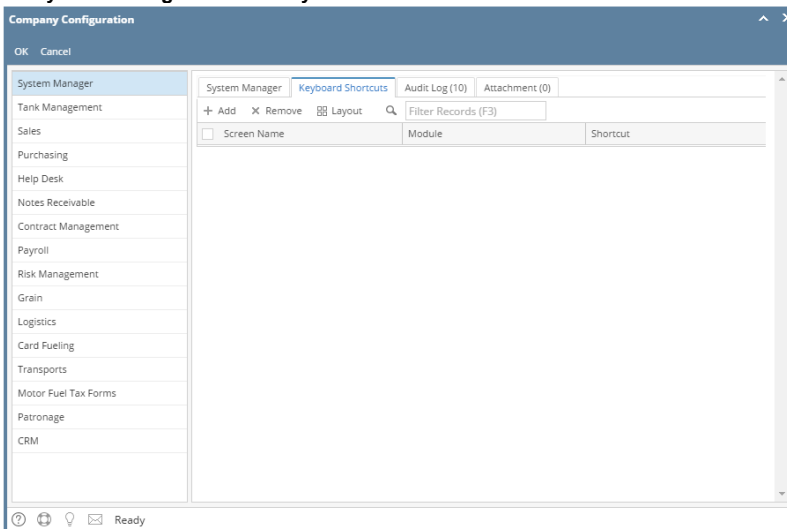 Company Configuration
OK Cancel
System Manager
Tank Management
Sales
Purchasing
Help Desk
Notes Receivable
Contract Management
Payroll
Risk Management
Grain
Logistics
Card Fueling
Transports
Motor Fuel Tax Forms
Patronage
CRM
System Manager Keyboard Shortcuts Audit Log (10) Attachment (0)
+ Add X Remove Layout Filter Records (F3)
Screen Name Module Shortcut
? Ready